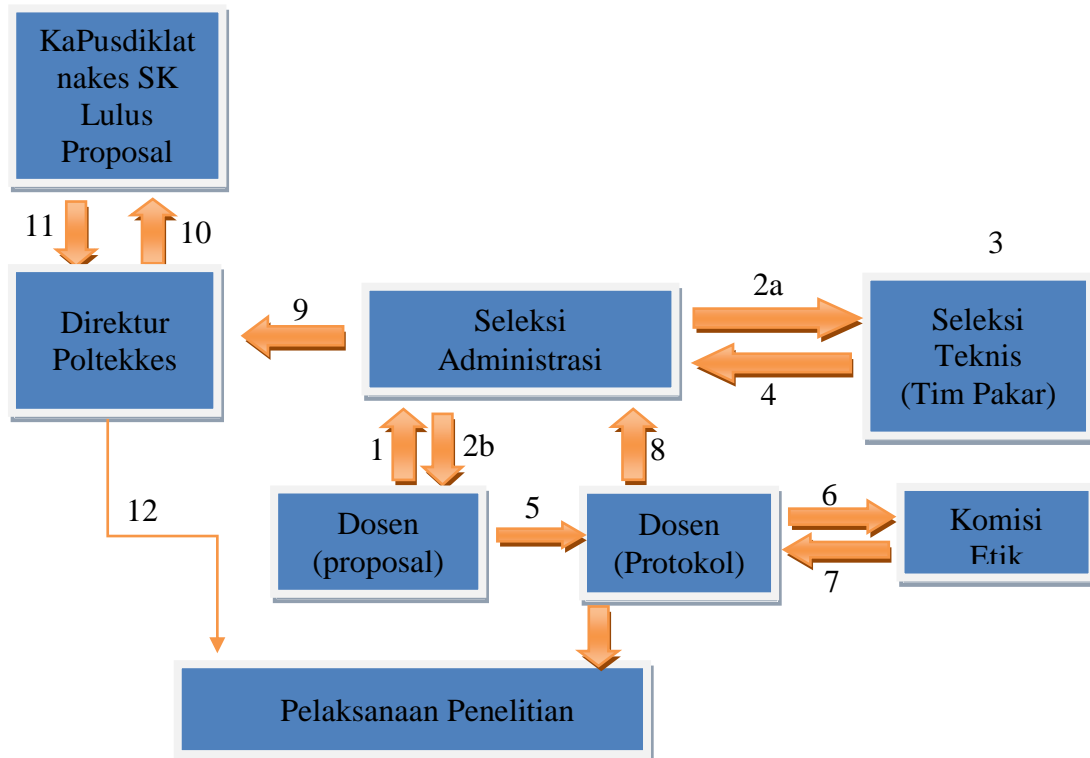 KaPusdiklat
nakes SK
Lulus
Proposal
11
10
3
Direktur
Poltekkes
9
Seleksi
Administrasi
2a
4
Seleksi
Teknis
(Tim Pakar)
1
2b
8
12
Dosen
(proposal)
5
Dosen
(Protokol)
6
7
Komisi
Etik
Pelaksanaan Penelitian